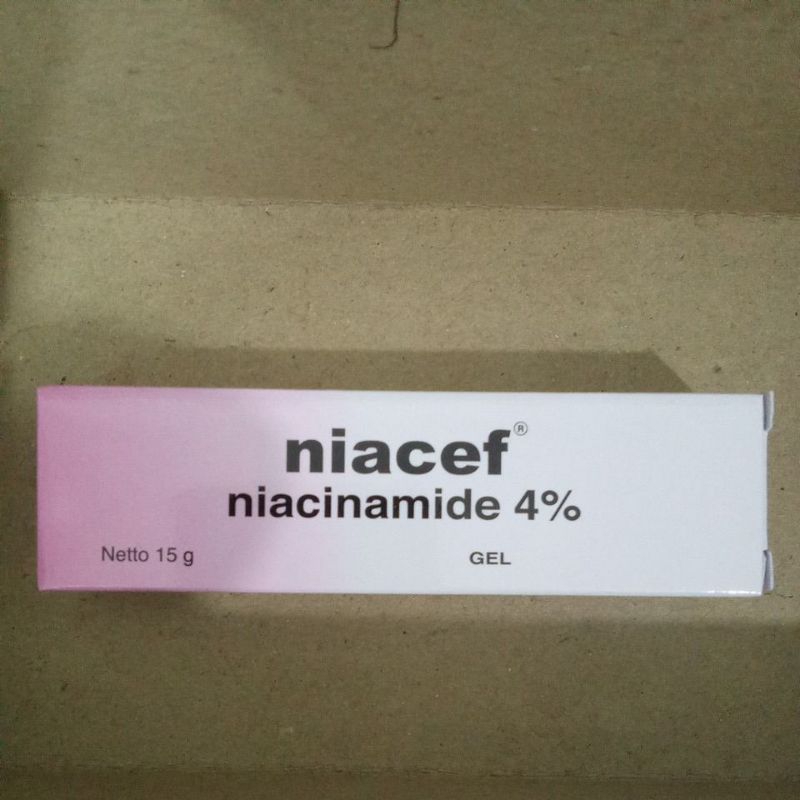 niacef®
niacinamide 4%
Netto 15 g
GEL